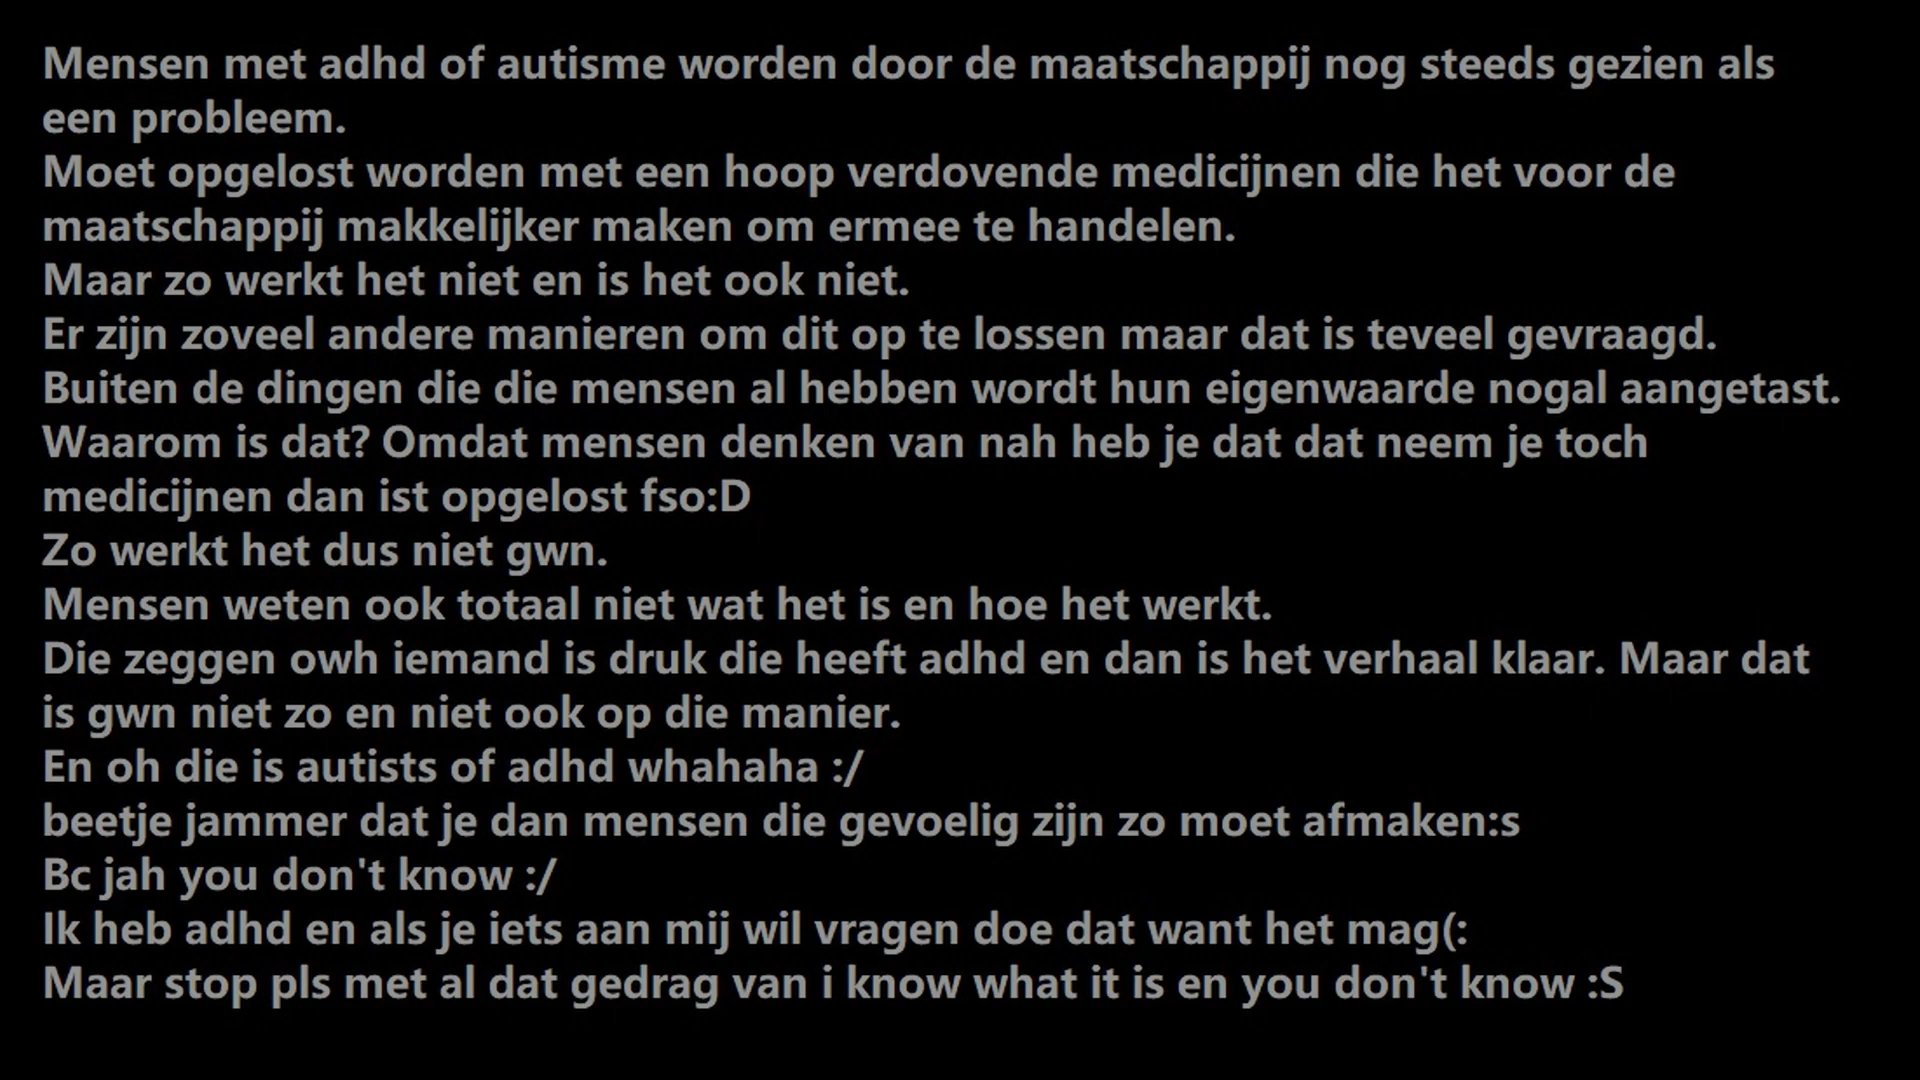 Mensen met adhd of autisme worden door de maatschappij nog steeds gezien als
een probleem.
Moet opgelost worden met een hoop verdovende medicijnen die het voor de
maatschappij makkelijker maken om ermee te handelen.
Maar zo werkt het niet en is het ook niet.
Er zijn zoveel andere manieren om dit op te lossen maar dat is teveel gevraagd.
Buiten de dingen die die mensen al hebben wordt hun eigenwaarde nogal aangetast.
Waarom is dat? Omdat mensen denken van nah heb je dat dat neem je toch
medicijnen dan ist opgelost fso:D
Zo werkt het dus niet gwn.
Mensen weten ook totaal niet wat het is en hoe het werkt.
Die zeggen owh iemand is druk die heeft adhd en dan is het verhaal klaar. Maar dat
is gwn niet zo en niet ook op die manier.
En oh die is autists of adhd whahaha :/
beetje jammer dat je dan mensen die gevoelig zijn zo moet afmaken:s
Bc jah you don't know :/
Ik heb adhd en als je iets aan mij wil vragen doe dat want het mag(:
Maar stop pls met al dat gedrag van i know what it is en you don't know :S